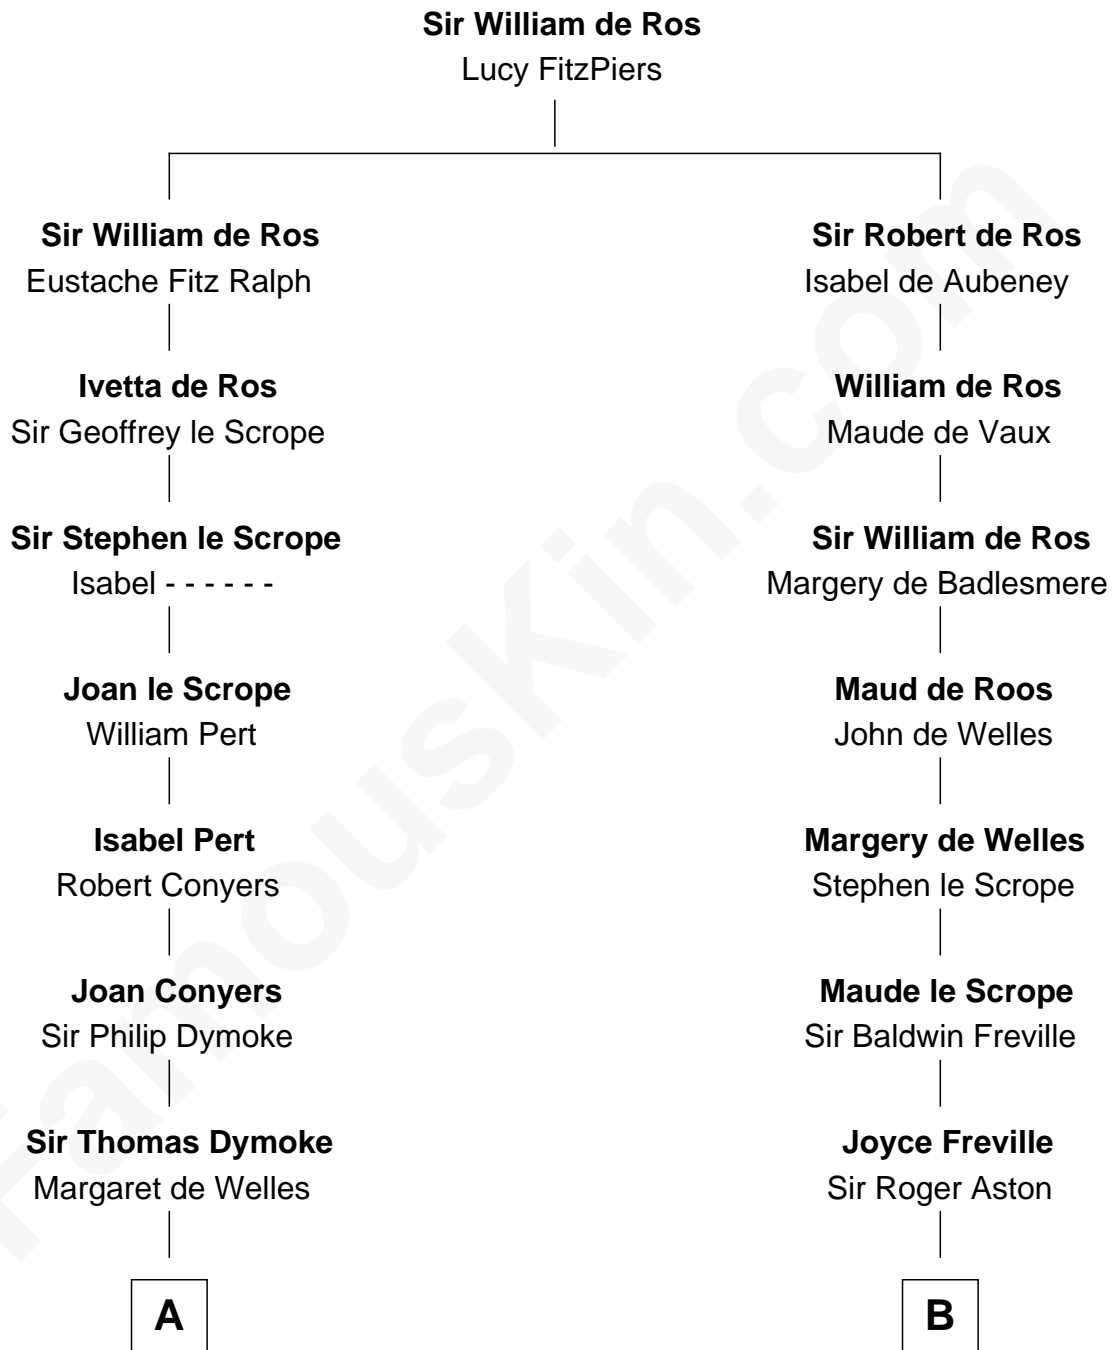 Sir William de Ros
Lucy FitzPiers
Sir William de Ros
Eustache Fitz Ralph
Sir Robert de Ros
Isabel de Aubeney
Ivetta de Ros
Sir Geoffrey le Scrope
William de Ros
Maude de Vaux
Sir Stephen le Scrope
Isabel - - - - - -
Sir William de Ros
Margery de Badlesmere
Joan le Scrope
William Pert
Maud de Roos
John de Welles
Isabel Pert
Robert Conyers
Margery de Welles
Stephen le Scrope
Joan Conyers
Sir Philip Dymoke
Maude le Scrope
Sir Baldwin Freville
Sir Thomas Dymoke
Margaret de Welles
Joyce Freville
Sir Roger Aston
A
B
FamousKin.com